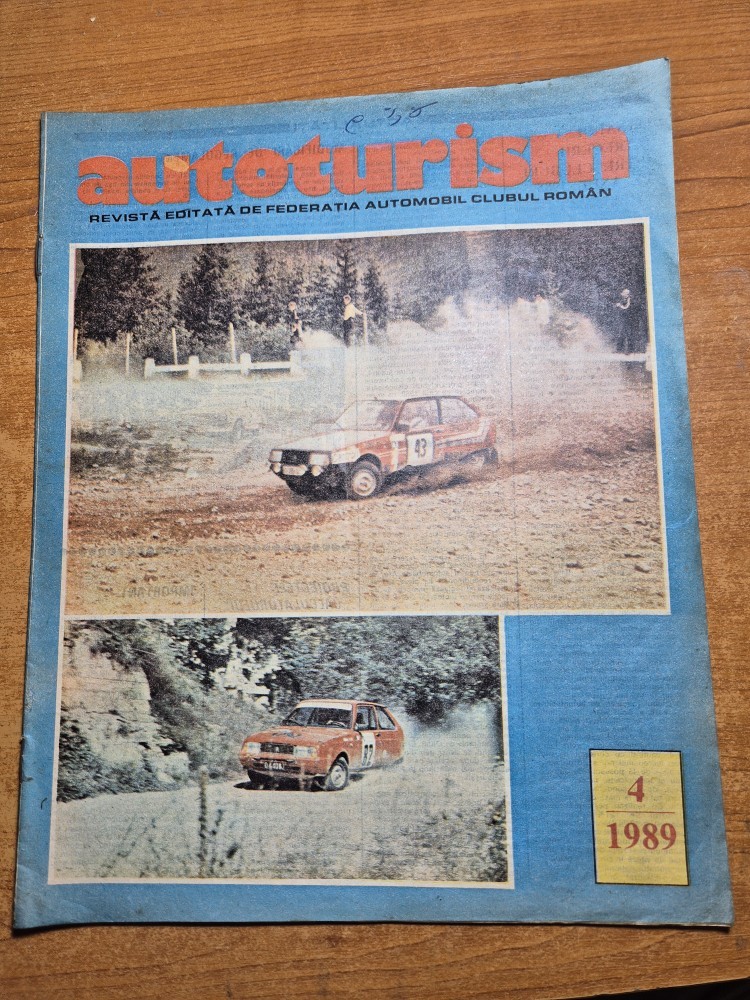 autoturism
REVISTĂ EDITATĂ DE FEDERAȚIA AUTOMOBIL CLUBUL ROMÂN
43
4
1989